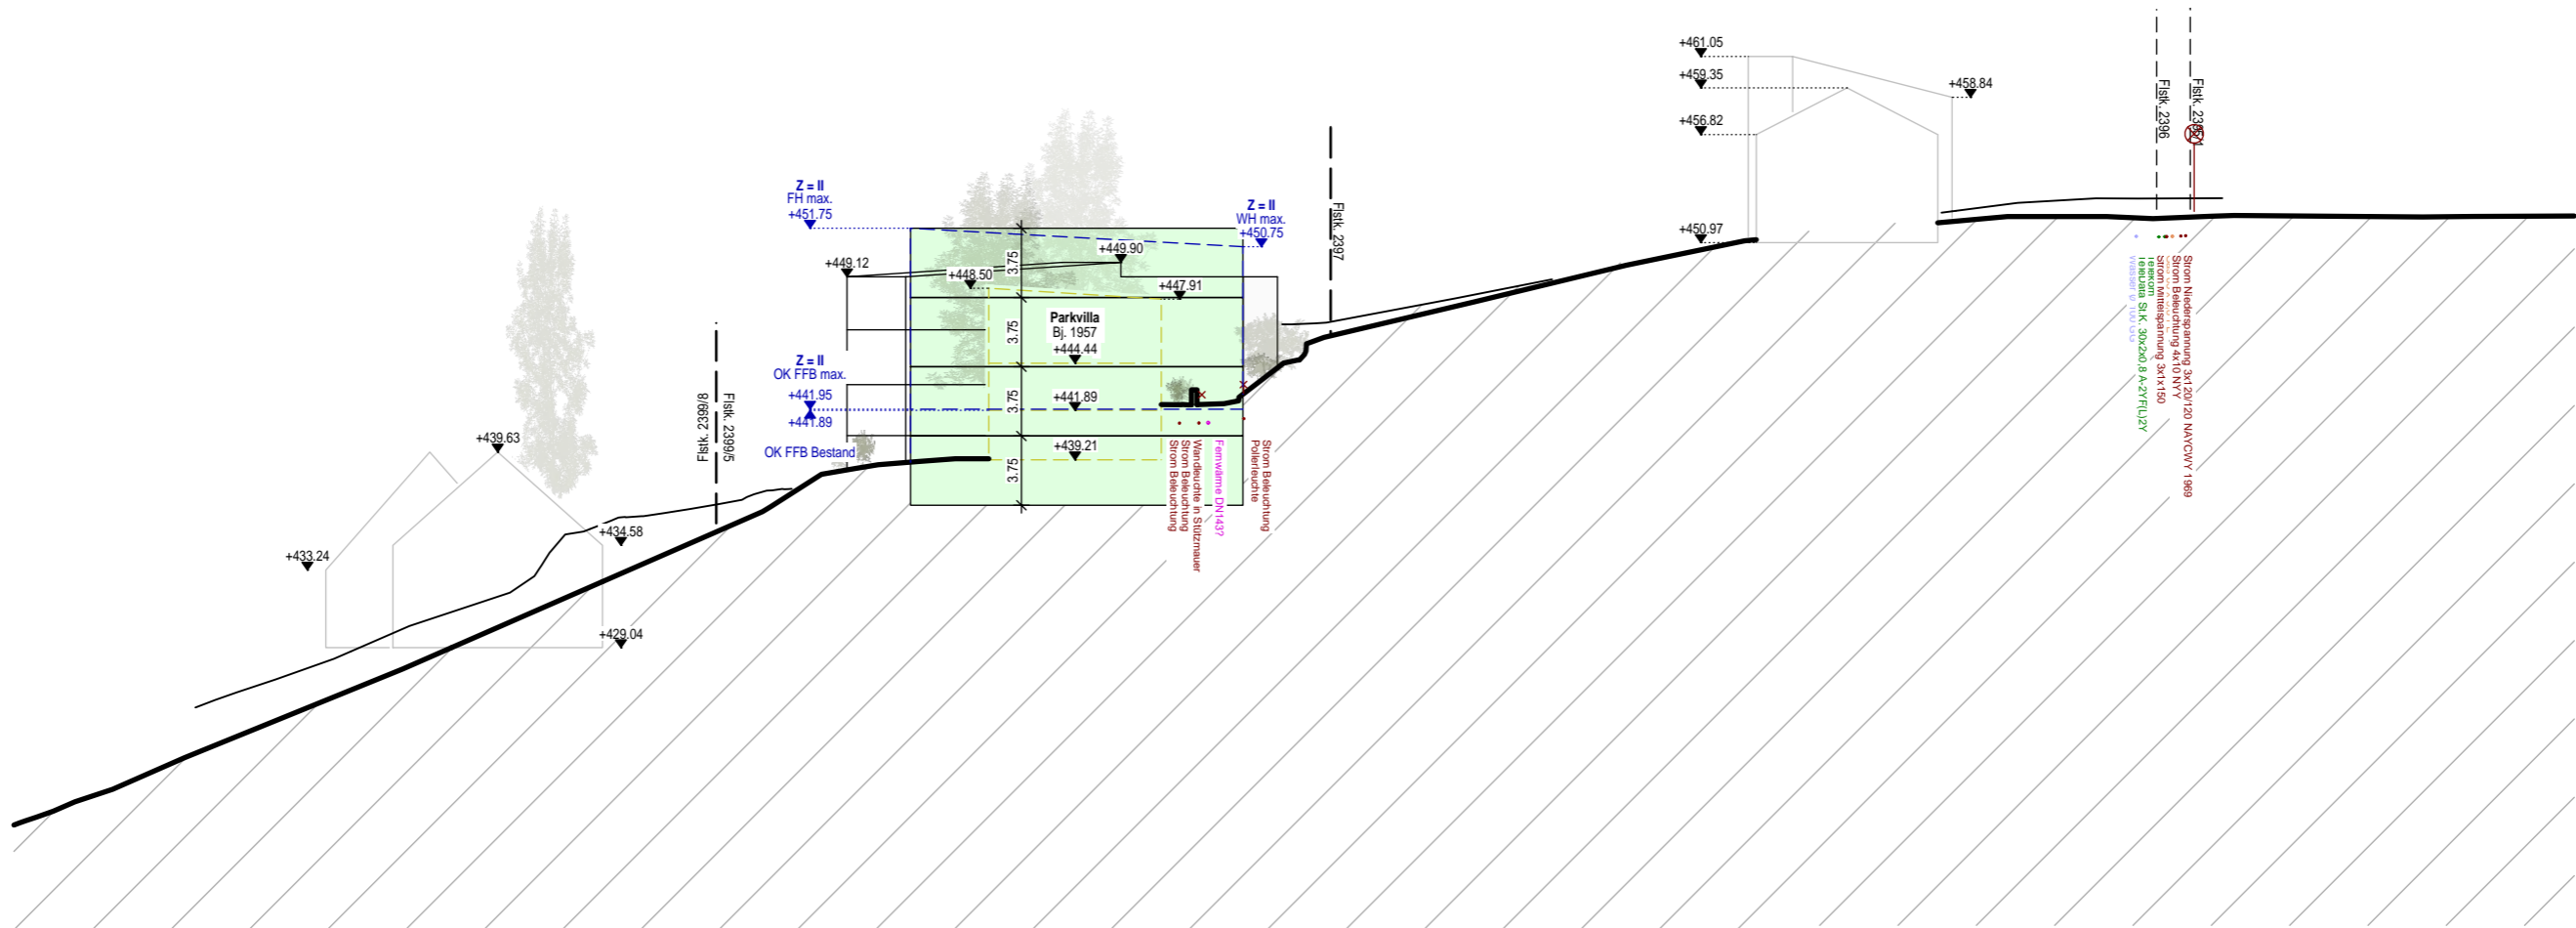 +461.05
+459.35
+458.84
+456.82
+450.97
Flstk. 2396
Z = II
FH max.
+451.75
Z = II
WH max.
+450.75
Flstk. 2397
+449.12
+449.90
+448.50
+447.91
3.75
3.75
3.75
3.75
Parkvilla
Bj. 1957
+444.44
+441.89
+439.21
Z = II
OK FFB max.
+441.95
+441.89
OK FFB Bestand
Flstk. 2399/8
Flstk. 2399/5
+439.63
+434.58
+433.24
+429.04
Strom Beleuchtung
Strom Beleuchtung
Wandleuchte in Stützmauer
Fernwärme DN143?
Pollerleuchte
Strom Beleuchtung
TeleData St.K. 30x2x0,8 A-2YF(L)2Y
Telekom
Strom Mittelspannung 3x1x150
Strom Beleuchtung 4x10 NYY
Strom Niederspannung 3x120/120 NAYCWY 1969